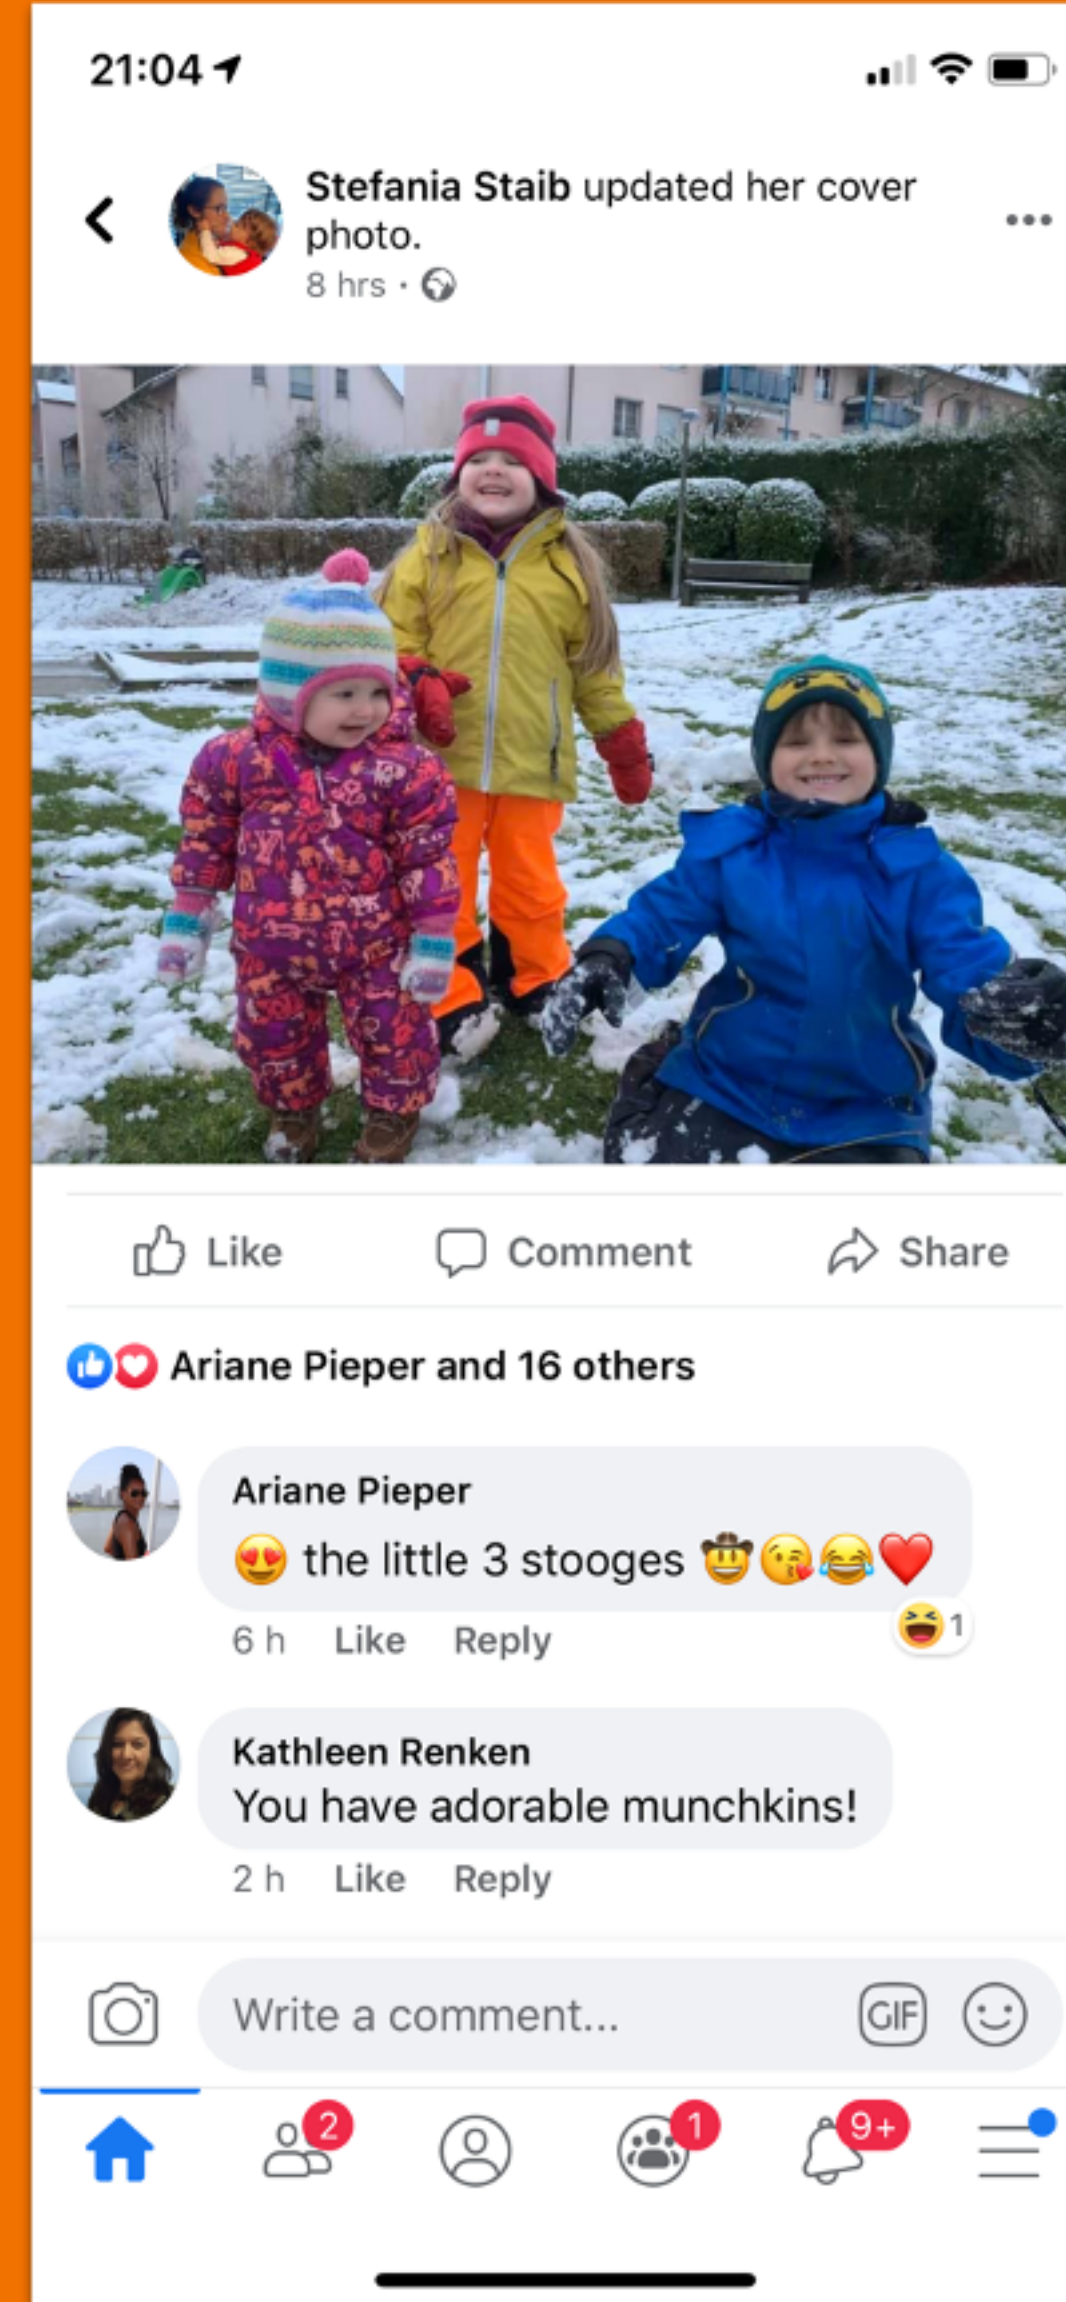 21:04
Stefania Staib updated her cover
photo.
8 hrs ·
Like Comment Share
Ariane Pieper and 16 others
Ariane Pieper
😍 the little 3 stooges 🤠😘😂❤️
6 h Like Reply
😆 1
Kathleen Renken
You have adorable munchkins!
2 h Like Reply
Write a comment...
GIF
2
1
9+